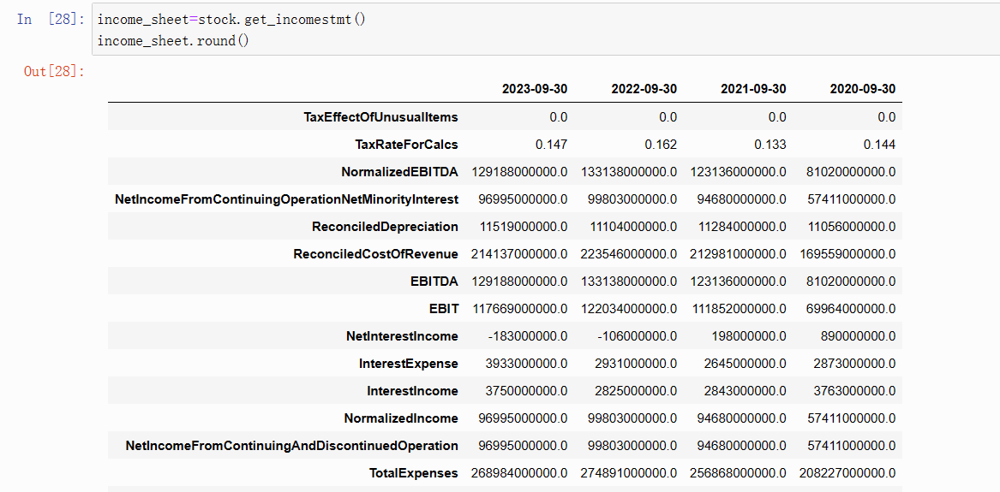 In [28]: income_sheet=stock.get_incomestmt()
income_sheet.round()
Out[28]:
2023-09-30 2022-09-30 2021-09-30 2020-09-30
TaxEffectOfUnusualItems 0.0 0.0 0.0 0.0
TaxRateForCalcs 0.147 0.162 0.133 0.144
NormalizedEBITDA 129188000000.0 133138000000.0 123136000000.0 81020000000.0
NetIncomeFromContinuingOperationNetMinorityInterest 96995000000.0 99803000000.0 94680000000.0 57411000000.0
ReconciledDepreciation 11519000000.0 11104000000.0 11284000000.0 11056000000.0
ReconciledCostOfRevenue 214137000000.0 223546000000.0 212981000000.0 169559000000.0
EBITDA 129188000000.0 133138000000.0 123136000000.0 81020000000.0
EBIT 117669000000.0 122034000000.0 111852000000.0 69964000000.0
NetInterestIncome -183000000.0 -106000000.0 198000000.0 890000000.0
InterestExpense 3933000000.0 2931000000.0 2645000000.0 2873000000.0
InterestIncome 3750000000.0 2825000000.0 2843000000.0 3763000000.0
NormalizedIncome 96995000000.0 99803000000.0 94680000000.0 57411000000.0
NetIncomeFromContinuingAndDiscontinuedOperation 96995000000.0 99803000000.0 94680000000.0 57411000000.0
TotalExpenses 268984000000.0 274891000000.0 256868000000.0 208227000000.0